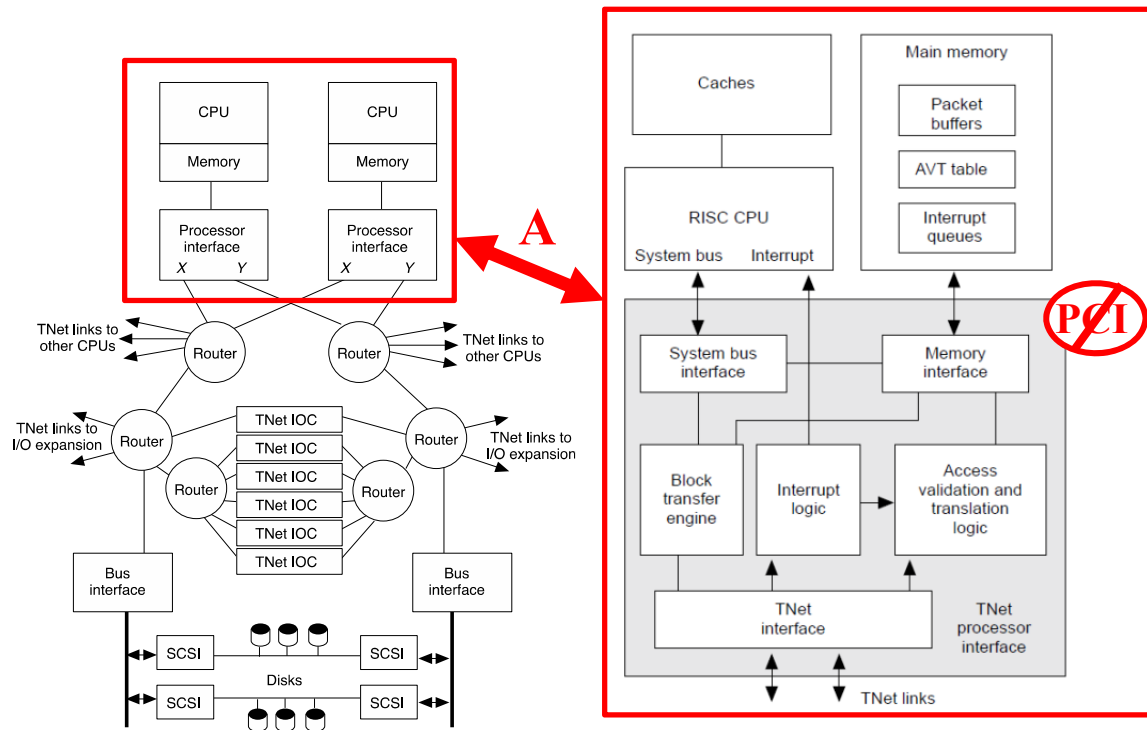 CPU
CPU
Memory
Memory
Processor
interface
X Y
Processor
interface
X Y
TNet links to
other CPUs
Router
Router
TNet links to
other CPUs
TNet links to
I/O expansion
Router
TNet IOC
TNet IOC
TNet IOC
TNet IOC
TNet IOC
TNet IOC
Router
TNet links to
I/O expansion
Router
Router
Bus
interface
Bus
interface
SCSI
SCSI
Disks
SCSI
SCSI
A
Caches
Main memory
Packet
buffers
AVT table
Interrupt
queues
RISC CPU
System bus Interrupt
PCI
System bus
interface
Memory
interface
Block
transfer
engine
Interrupt
logic
Access
validation and
translation
logic
TNet
interface
TNet
processor
interface
TNet links